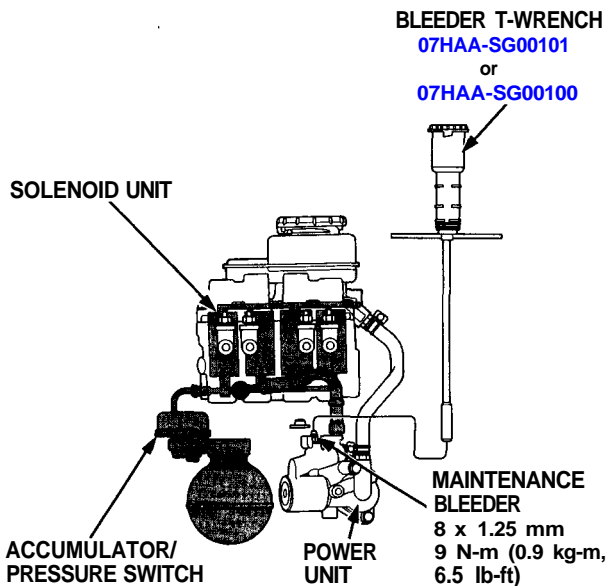 BLEEDER T-WRENCH
07HAA-SG00101
or
07HAA-SG00100
SOLENOID UNIT
MAINTENANCE
BLEEDER
8 x 1.25 mm
9 N-m (0.9 kg-m,
6.5 lb-ft)
ACCUMULATOR/
PRESSURE SWITCH
POWER
UNIT